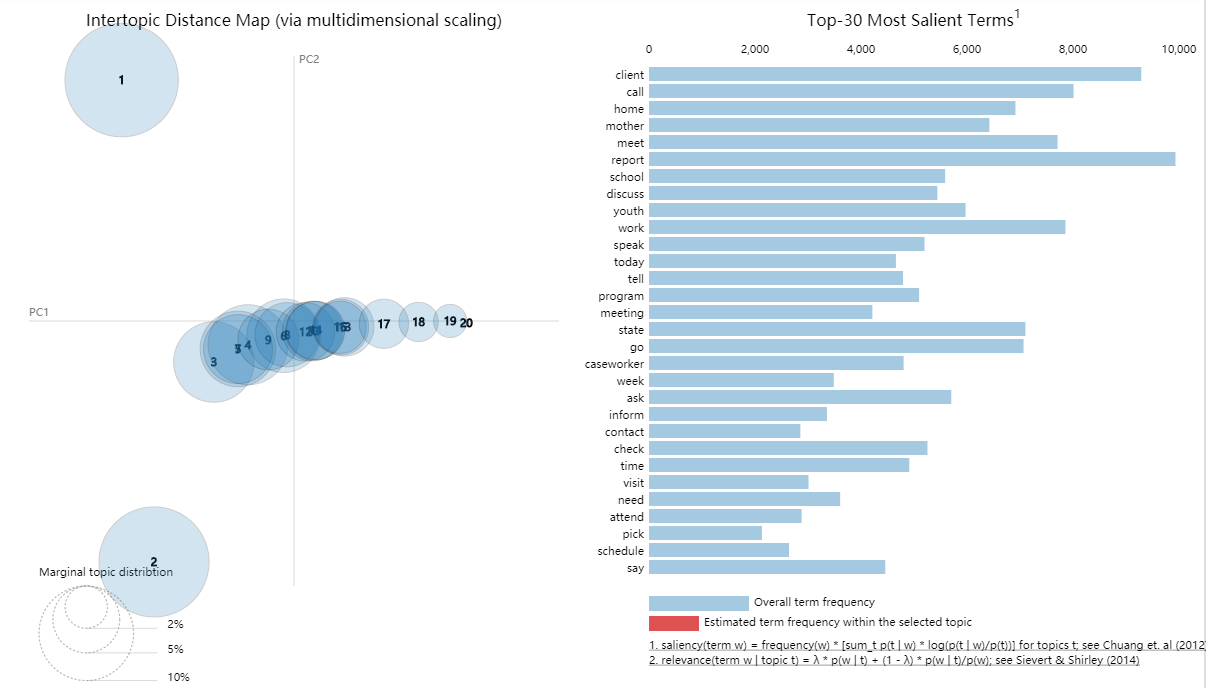 Intertopic Distance Map (via multidimensional scaling)
PC2
PC1
1
2
3
4
9
17
18
19
20
Marginal topic distribtion
2%
5%
10%
Top-30 Most Salient Terms1
0 2,000 4,000 6,000 8,000 10,000
client
call
home
mother
meet
report
school
discuss
youth
work
speak
today
tell
program
meeting
state
go
caseworker
week
ask
inform
contact
check
time
visit
need
attend
pick
schedule
say
Overall term frequency
Estimated term frequency within the selected topic
1. saliency(term w) = frequency(w) * [sum_t p(t | w) * log(p(t | w)/p(t))] for topics t; see Chuang et. al (2012
2. relevance(term w | topic t) = λ * p(w | t) + (1 - λ) * p(w | t)/p(w); see Sievert & Shirley (2014)